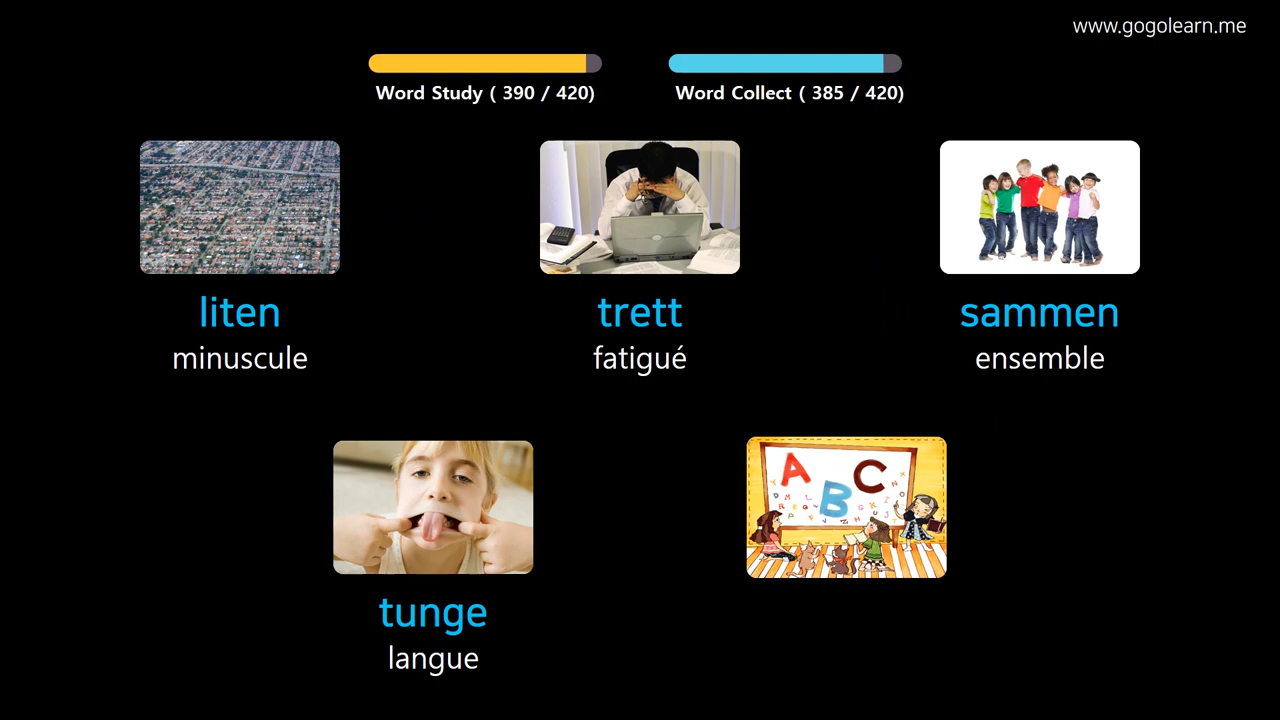 www.gogolearn.me
Word Study ( 390 / 420)
Word Collect ( 385 / 420)
liten
minuscule
trett
fatigué
sammen
ensemble
tunge
langue
A
B
C